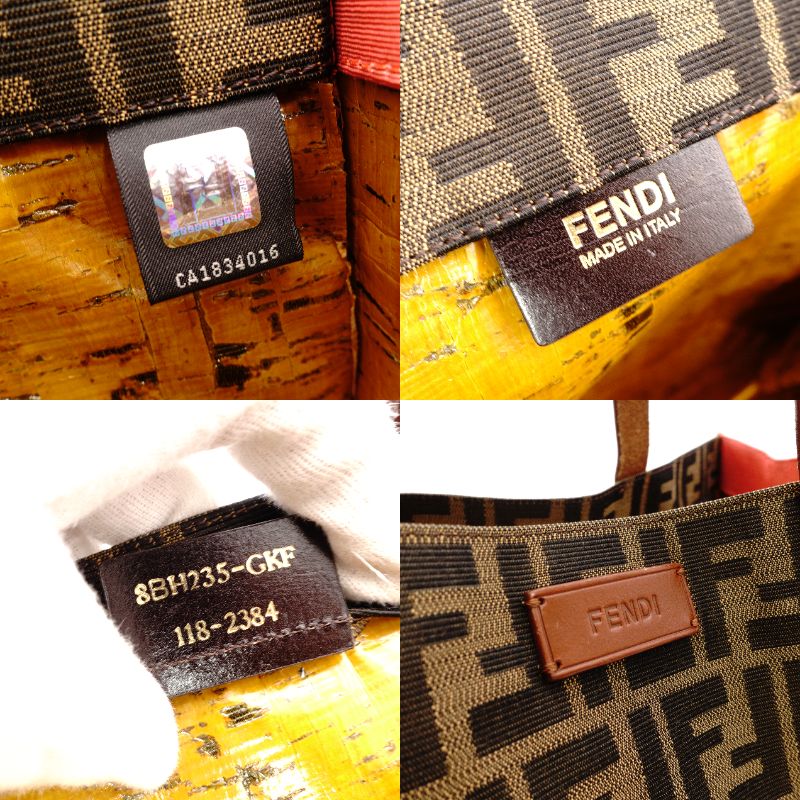 CA1834016
FENDI
MADE IN ITALY
8BH235-GKF
118-2384
FENDI